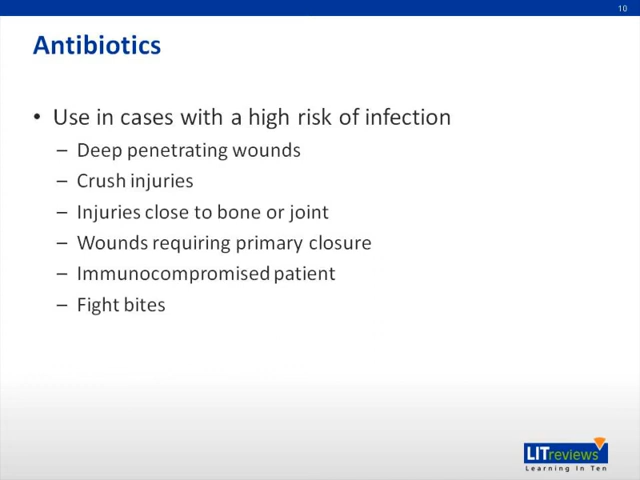 10
Antibiotics
• Use in cases with a high risk of infection
– Deep penetrating wounds
– Crush injuries
– Injuries close to bone or joint
– Wounds requiring primary closure
– Immunocompromised patient
– Fight bites
LITreviews
Learning In Ten